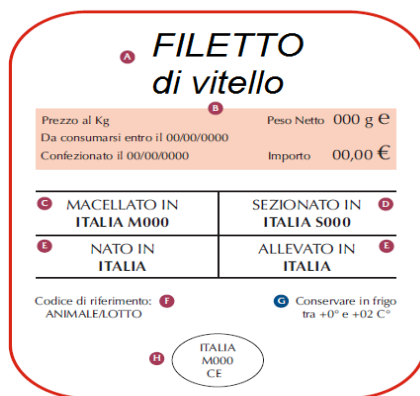 A FILETTO
di vitello
B
Prezzo al Kg Peso Netto 000 g e
Da consumarsi entro il 00/00/0000
Confezionato il 00/00/0000 Importo 00,00 €
C MACELLATO IN SEZIONATO IN D
ITALIA M000 ITALIA S000
E NATO IN ALLEVATO IN E
ITALIA ITALIA
Codice di riferimento: F G Conservare in frigo
ANIMALE/LOTTO tra +0° e +02 C°
ITALIA
H M000
CE